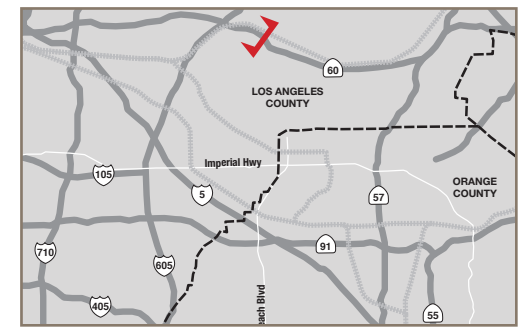 60
LOS ANGELES
COUNTY
Imperial Hwy
105
5
57
ORANGE
COUNTY
710
605
91
405
each Blvd
55